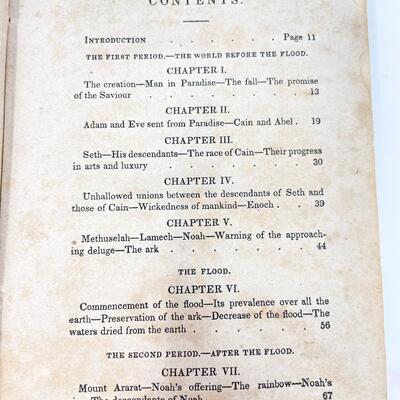 CONTENTS.
INTRODUCTION . . . . . . Page 11
THE FIRST PERIOD.—THE WORLD BEFORE THE FLOOD.
CHAPTER I.
The creation—Man in Paradise—The fall—The promise
of the Saviour . . . . . . . 13
CHAPTER II.
Adam and Eve sent from Paradise—Cain and Abel . 19
CHAPTER III.
Seth—His descendants—The race of Cain—Their progress
in arts and luxury . . . . . . 30
CHAPTER IV.
Unhallowed unions between the descendants of Seth and
those of Cain—Wickedness of mankind—Enoch . . 39
CHAPTER V.
Methuselah—Lamech—Noah—Warning of the approach-
ing deluge—The ark . . . . . . . 44
THE FLOOD.
CHAPTER VI.
Commencement of the flood—Its prevalence over all the
earth—Preservation of the ark—Decrease of the flood—The
waters dried from the earth . . . . . 56
THE SECOND PERIOD.—AFTER THE FLOOD.
CHAPTER VII.
Mount Ararat—Noah's offering—The rainbow—Noah's
The descendants of Noah 67